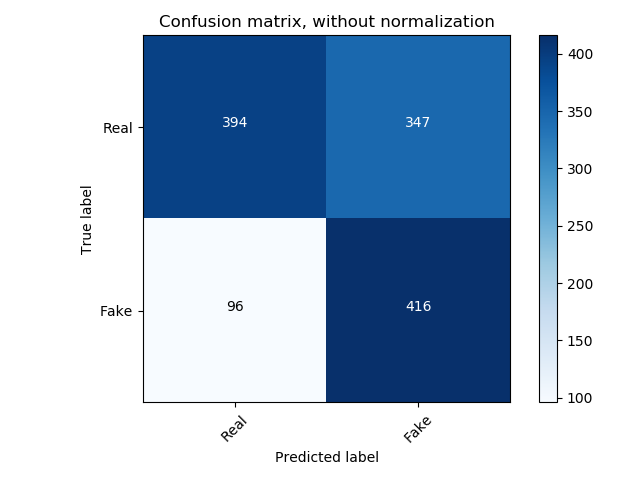 Confusion matrix, without normalization
True label
Real
394
347
Fake
96
416
Real
Fake
Predicted label
400
350
300
250
200
150
100